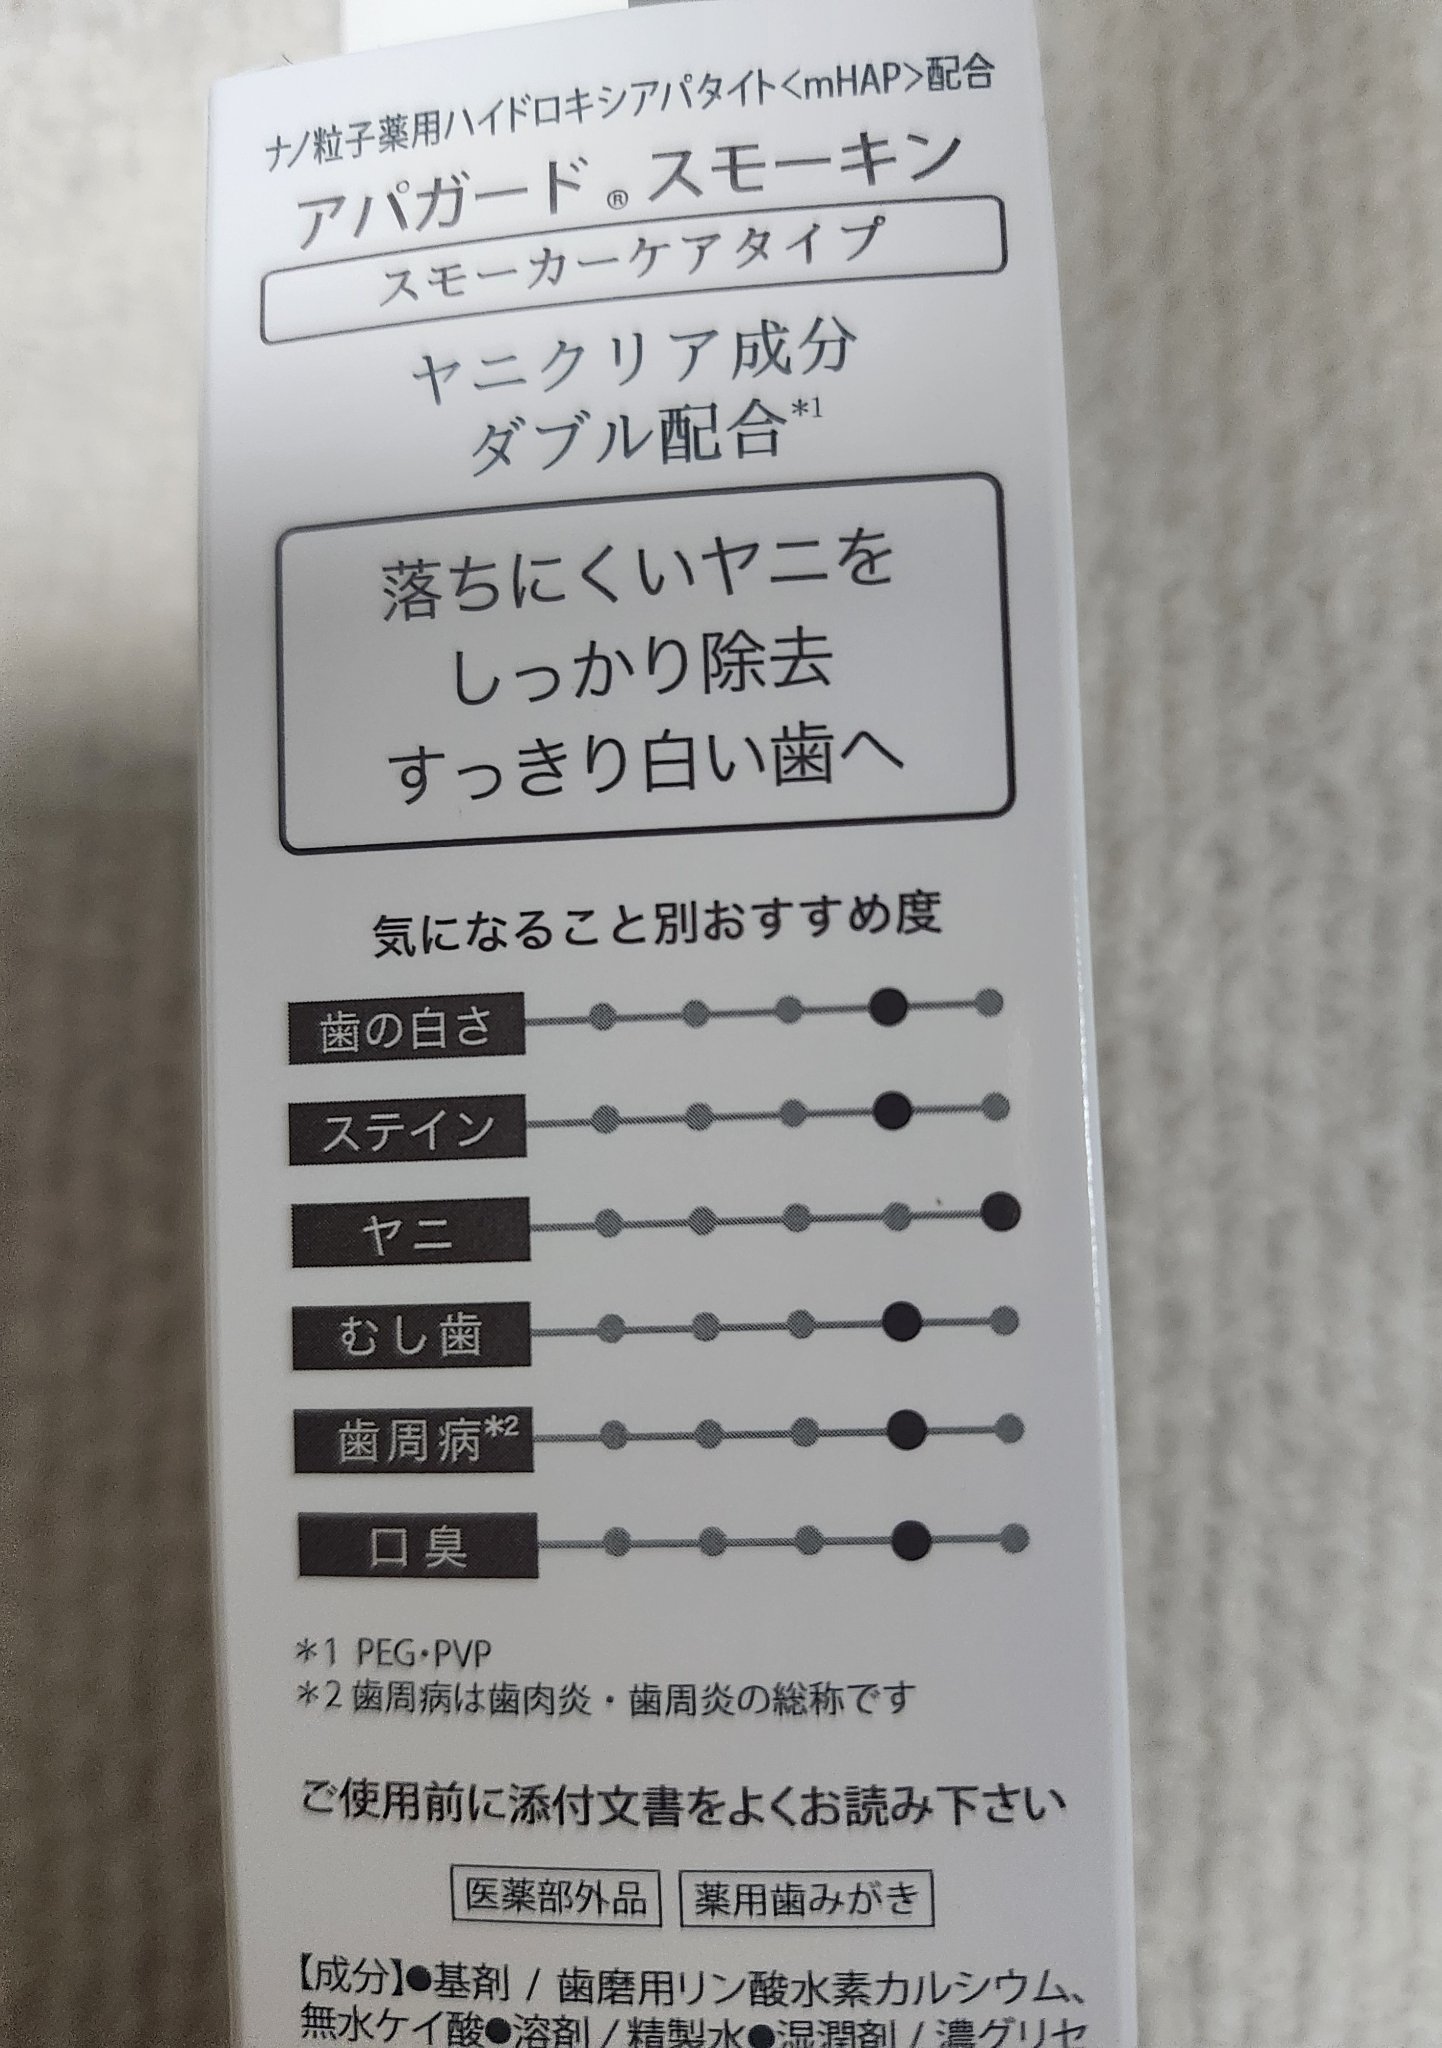 ナノ粒子薬用ハイドロキシアパタイト<mHAP>配合
アパガード®スモーキン
スモーカーケアタイプ
ヤニクリア成分
ダブル配合*1
落ちにくいヤニを
しっかり除去
すっきり白い歯へ
気になること別おすすめ度
歯の白さ
ステイン
ヤニ
むし歯
歯周病*2
口臭
*1 PEG・PVP
*2 歯周病は歯肉炎・歯周炎の総称です
ご使用前に添付文書をよくお読み下さい
医薬部外品 薬用歯みがき
【成分】●基剤 / 歯磨用リン酸水素カルシウム、
無水ケイ酸●溶剤 / 精製水●湿潤剤 / 濃グリセ